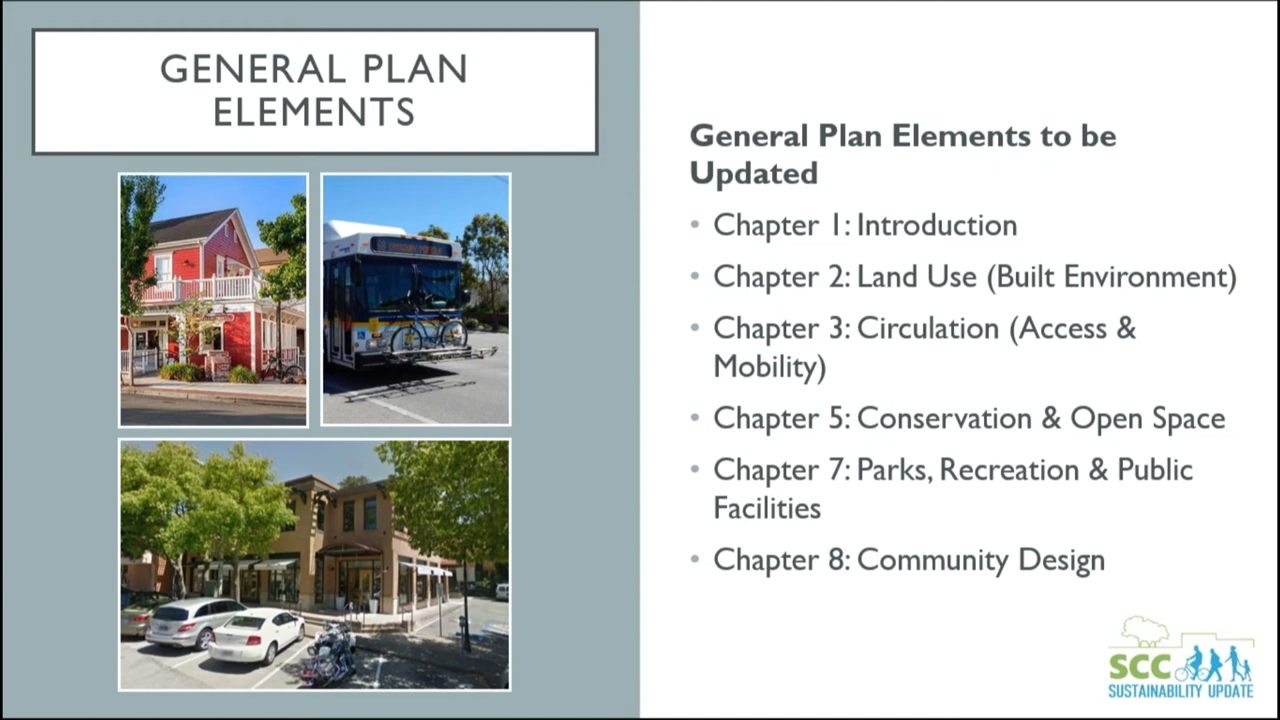 GENERAL PLAN
ELEMENTS
General Plan Elements to be
Updated
• Chapter 1: Introduction
• Chapter 2: Land Use (Built Environment)
• Chapter 3: Circulation (Access &
Mobility)
• Chapter 5: Conservation & Open Space
• Chapter 7: Parks, Recreation & Public
Facilities
• Chapter 8: Community Design
SCC
SUSTAINABILITY UPDATE